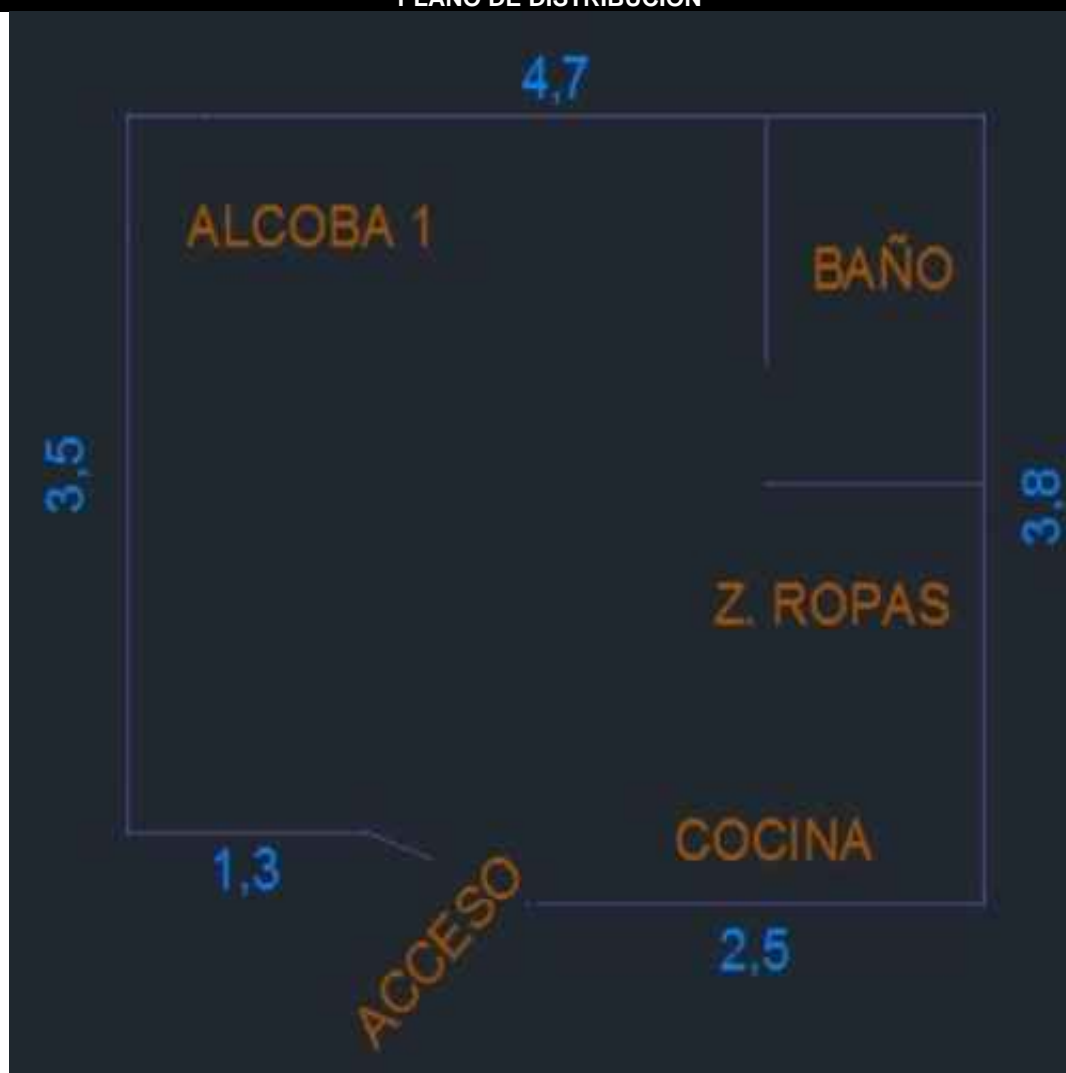 PLANO DE DISTRIBUCIÓN
4,7
ALCOBA 1
BAÑO
3,5
3,8
Z. ROPAS
COCINA
1,3
ACCESO
2,5